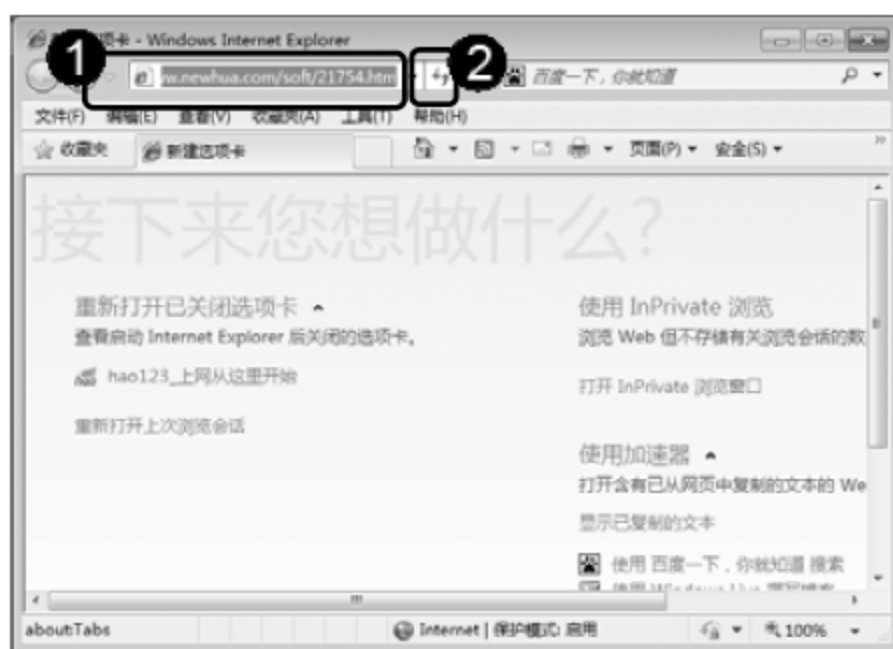 项卡 - Windows Internet Explorer
1
2
w.newhua.com/soft/21754.htm
百度一下，你就知道
文件(F) 编辑(E) 查看(V) 收藏夹(A) 工具(T) 帮助(H)
收藏夹 新建选项卡 页面(P) 安全(S)
接下来您想做什么?
重新打开已关闭选项卡
查看启动 Internet Explorer 后关闭的选项卡。
hao123_上网从这里开始
重新打开上次浏览会话
使用 InPrivate 浏览
浏览 Web 但不存储有关浏览会话的数
打开 InPrivate 浏览窗口
使用加速器
打开含有已从网页中复制的文本的 We
显示已复制的文本
使用 百度一下，你就知道 搜索
about:Tabs Internet | 保护模式: 启用 100%